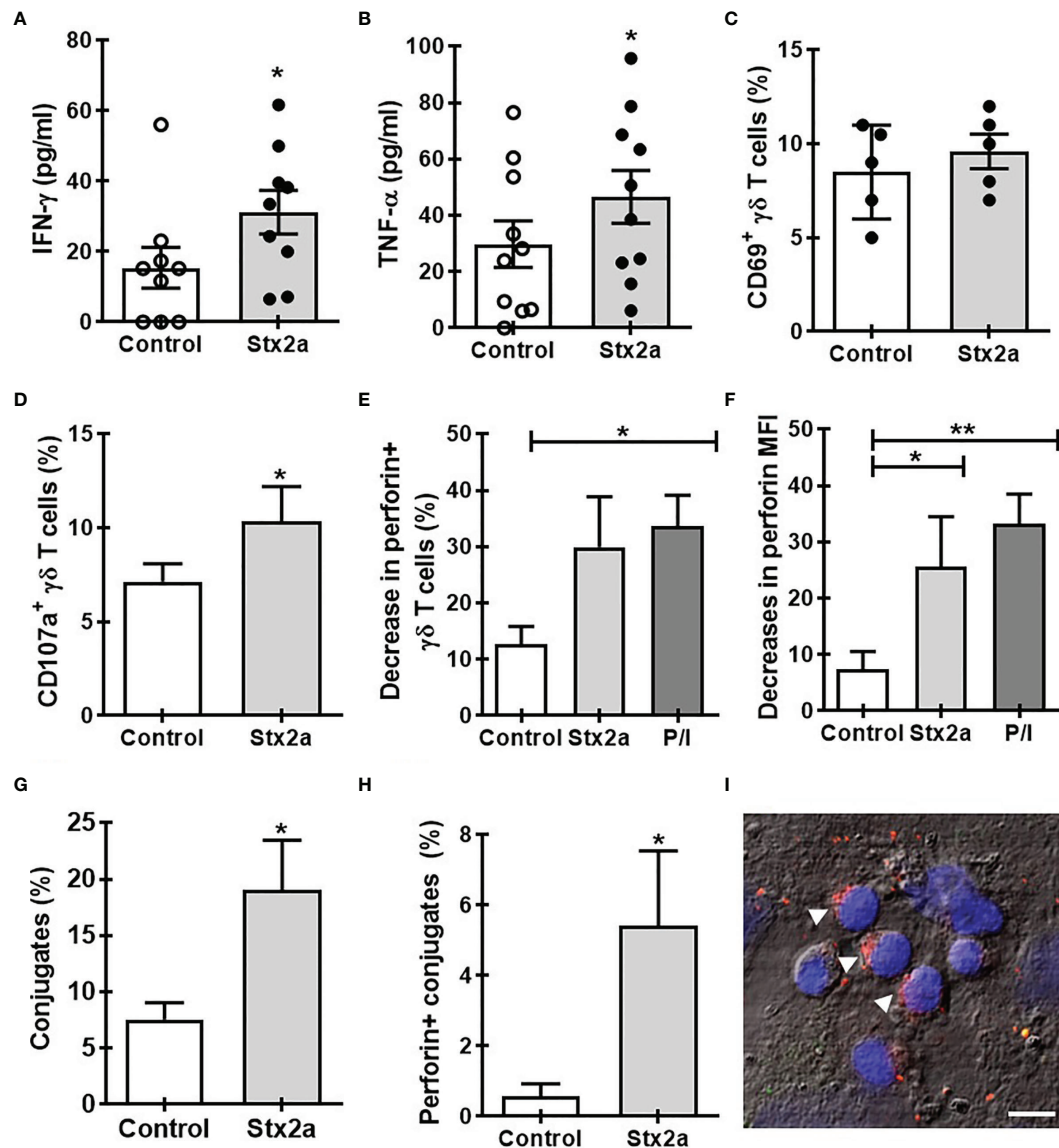 A
IFN-γ (pg/ml)
80
60
40
20
0
*
Control Stx2a
B
TNF-α (pg/ml)
100
80
60
40
20
0
*
Control Stx2a
C
CD69⁺ γδ T cells (%)
15
10
5
0
Control Stx2a
D
CD107a⁺ γδ T cells (%)
15
10
5
0
*
Control Stx2a
E
Decrease in perforin+
γδ T cells (%)
50
40
30
20
10
0
*
Control Stx2a P/I
F
Decreases in perforin MFI
50
40
30
20
10
0
**
*
Control Stx2a P/I
G
Conjugates (%)
25
20
15
10
5
0
*
Control Stx2a
H
Perforin+ conjugates (%)
8
6
4
2
0
*
Control Stx2a
I